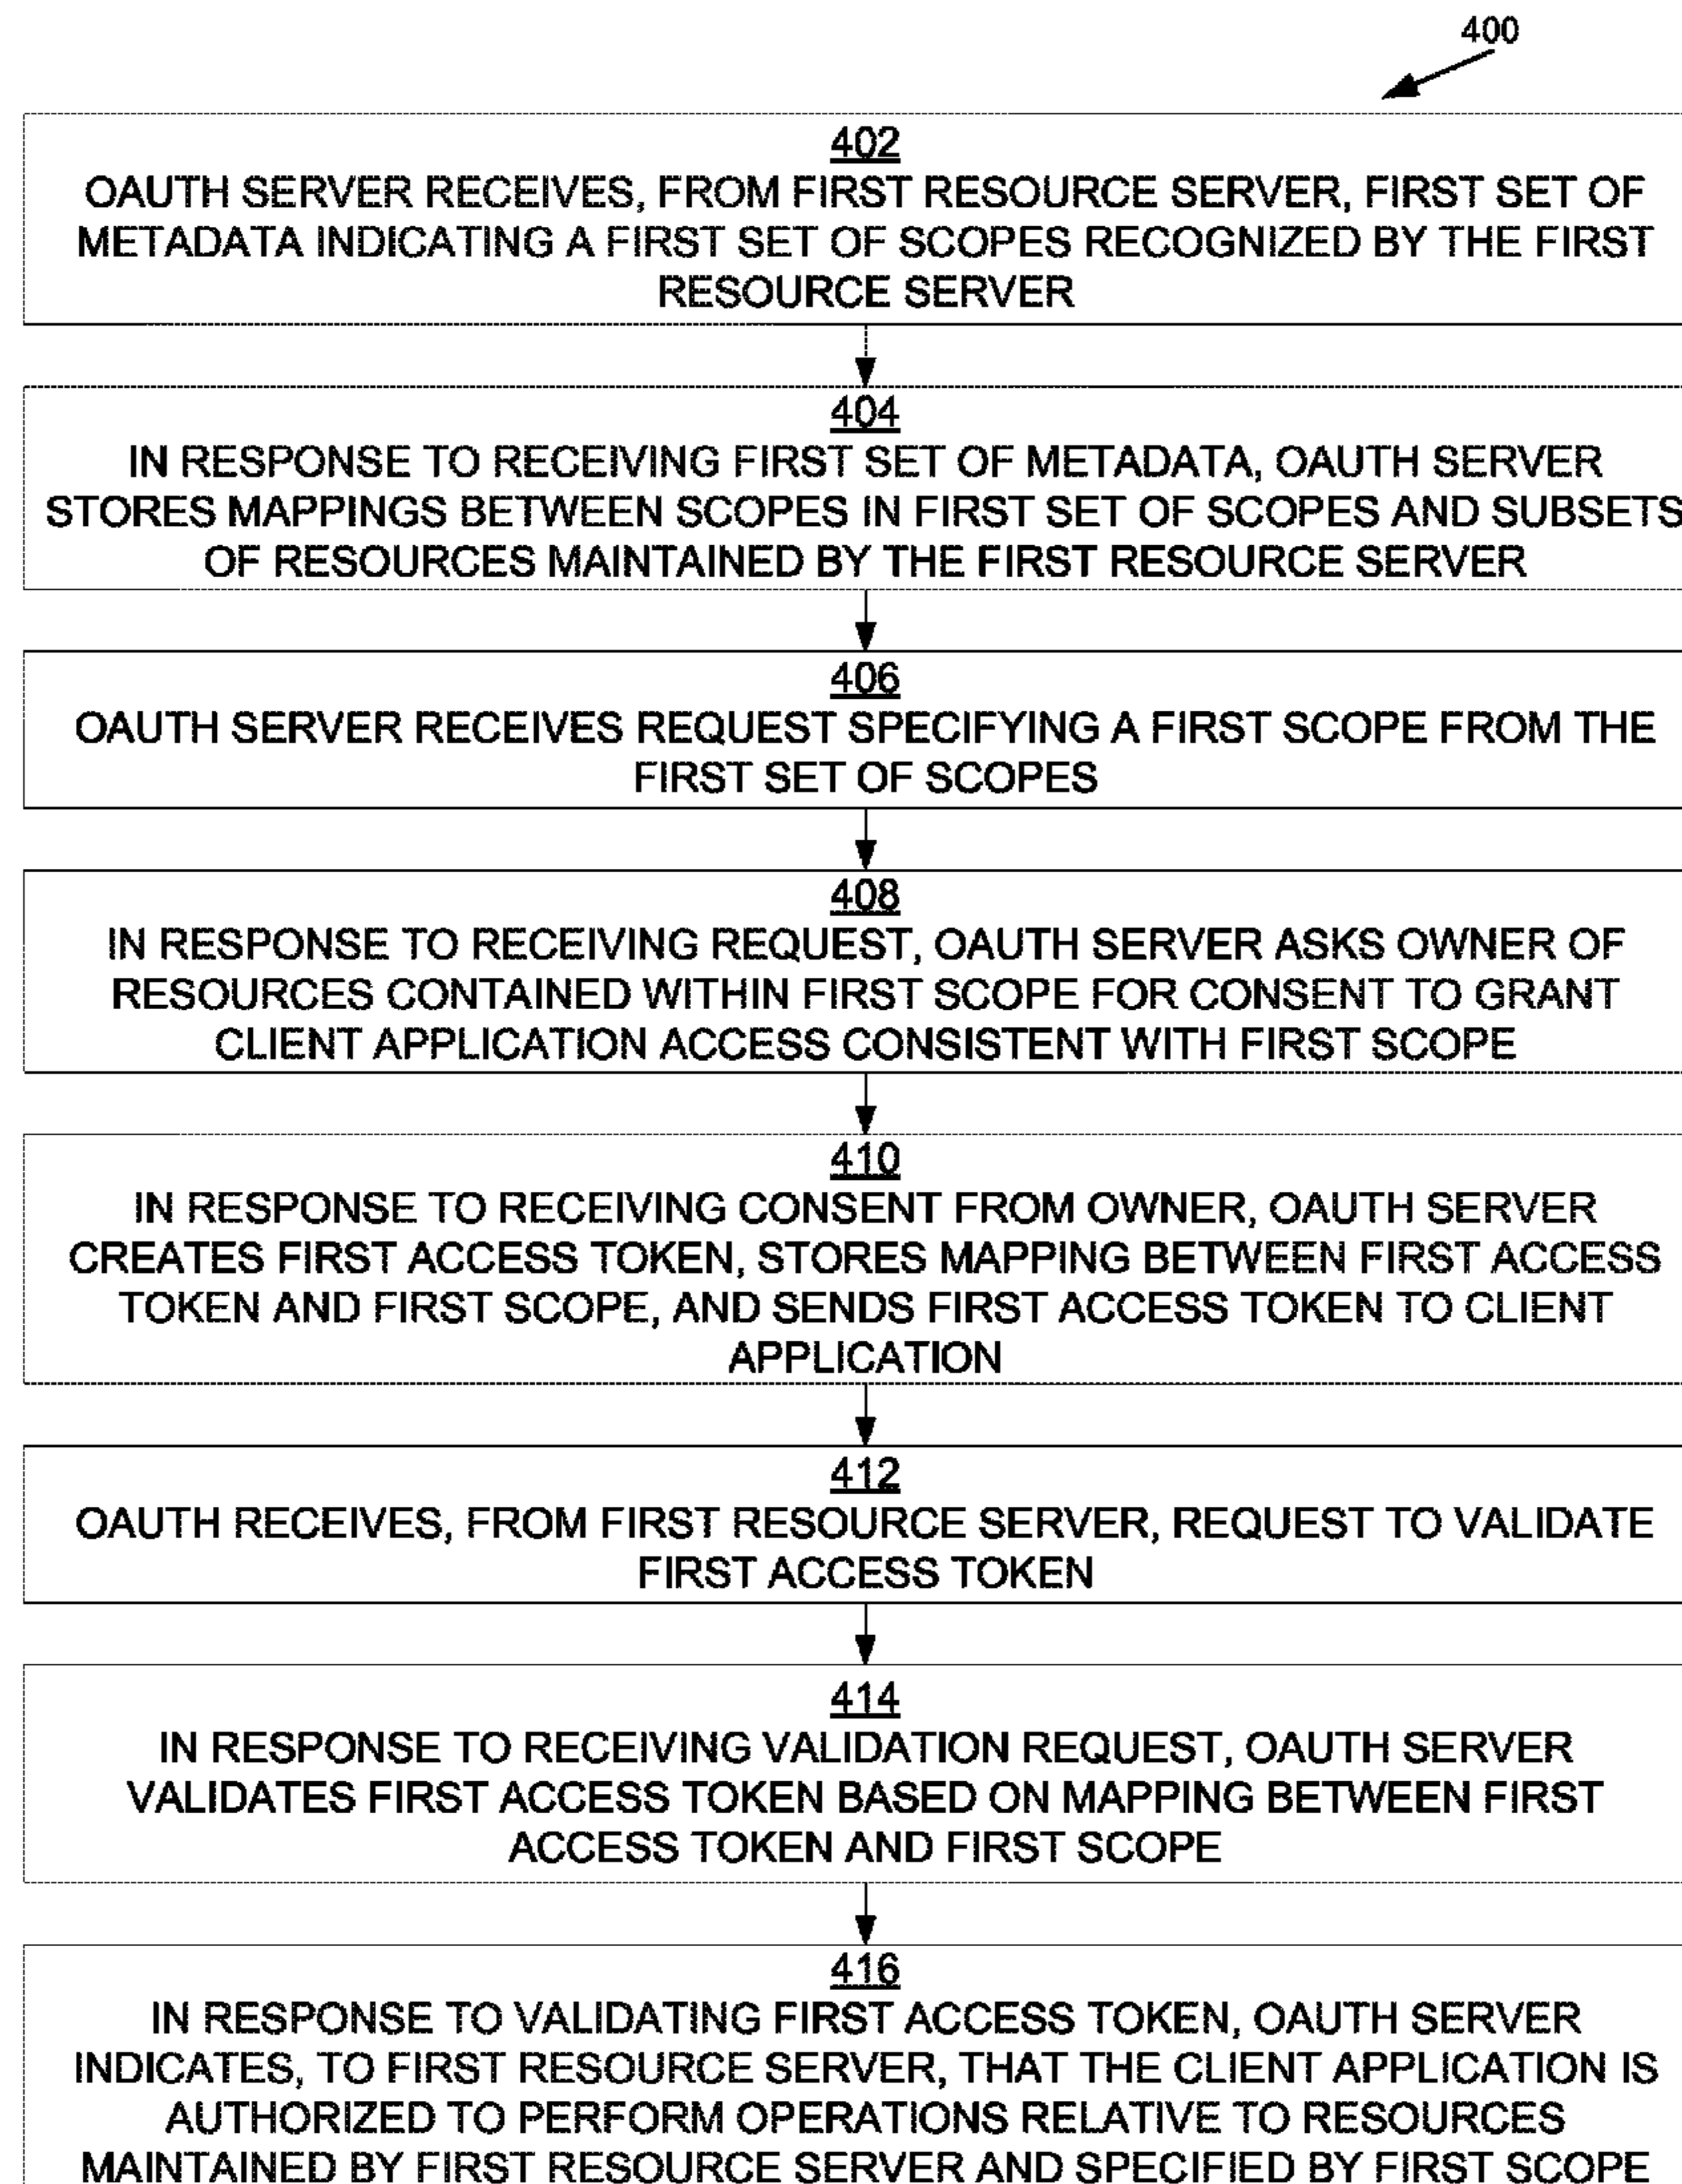 400
402
OAUTH SERVER RECEIVES, FROM FIRST RESOURCE SERVER, FIRST SET OF
METADATA INDICATING A FIRST SET OF SCOPES RECOGNIZED BY THE FIRST
RESOURCE SERVER
404
IN RESPONSE TO RECEIVING FIRST SET OF METADATA, OAUTH SERVER
STORES MAPPINGS BETWEEN SCOPES IN FIRST SET OF SCOPES AND SUBSETS
OF RESOURCES MAINTAINED BY THE FIRST RESOURCE SERVER
406
OAUTH SERVER RECEIVES REQUEST SPECIFYING A FIRST SCOPE FROM THE
FIRST SET OF SCOPES
408
IN RESPONSE TO RECEIVING REQUEST, OAUTH SERVER ASKS OWNER OF
RESOURCES CONTAINED WITHIN FIRST SCOPE FOR CONSENT TO GRANT
CLIENT APPLICATION ACCESS CONSISTENT WITH FIRST SCOPE
410
IN RESPONSE TO RECEIVING CONSENT FROM OWNER, OAUTH SERVER
CREATES FIRST ACCESS TOKEN, STORES MAPPING BETWEEN FIRST ACCESS
TOKEN AND FIRST SCOPE, AND SENDS FIRST ACCESS TOKEN TO CLIENT
APPLICATION
412
OAUTH RECEIVES, FROM FIRST RESOURCE SERVER, REQUEST TO VALIDATE
FIRST ACCESS TOKEN
414
IN RESPONSE TO RECEIVING VALIDATION REQUEST, OAUTH SERVER
VALIDATES FIRST ACCESS TOKEN BASED ON MAPPING BETWEEN FIRST
ACCESS TOKEN AND FIRST SCOPE
416
IN RESPONSE TO VALIDATING FIRST ACCESS TOKEN, OAUTH SERVER
INDICATES, TO FIRST RESOURCE SERVER, THAT THE CLIENT APPLICATION IS
AUTHORIZED TO PERFORM OPERATIONS RELATIVE TO RESOURCES
MAINTAINED BY FIRST RESOURCE SERVER AND SPECIFIED BY FIRST SCOPE